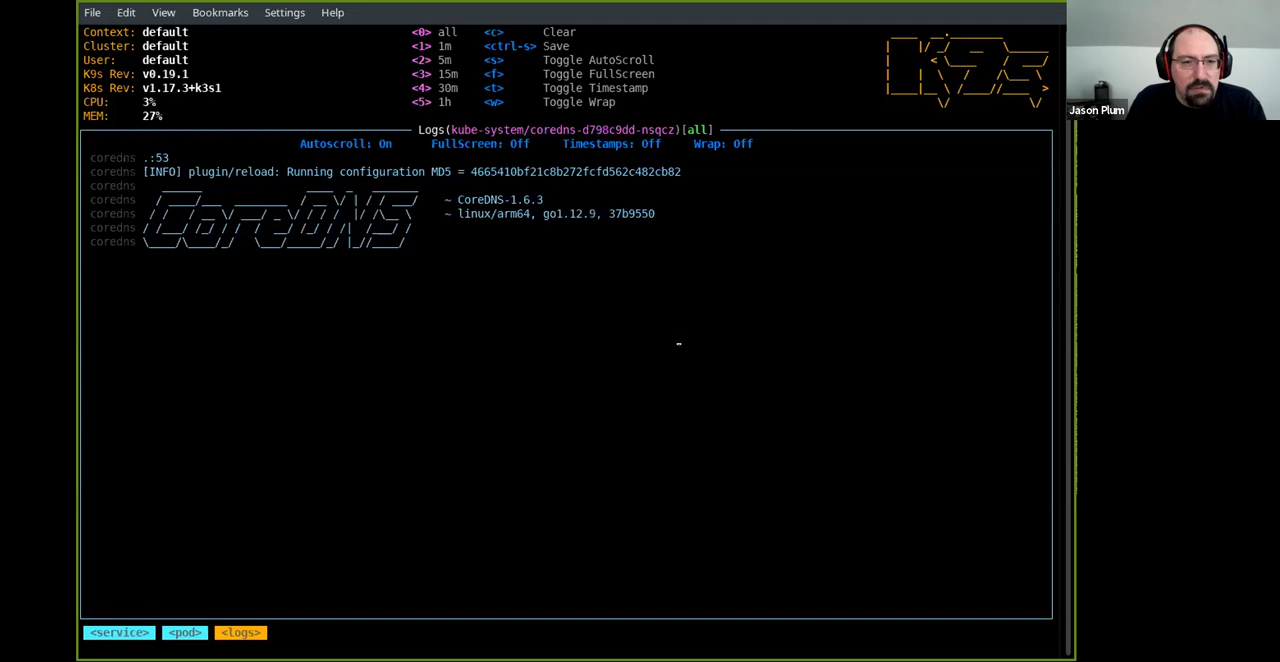 File Edit View Bookmarks Settings Help
Context: default <0> all <c> Clear
Cluster: default <1> 1m <ctrl-s> Save
User: default <2> 5m <s> Toggle AutoScroll
K9s Rev: v0.19.1 <3> 15m <f> Toggle FullScreen
K8s Rev: v1.17.3+k3s1 <4> 30m <t> Toggle Timestamp
CPU: 3% <5> 1h <w> Toggle Wrap
MEM: 27%
K9s
Jason Plum
Logs(kube-system/coredns-d798c9dd-nsqcz)[all]
Autoscroll: On FullScreen: Off Timestamps: Off Wrap: Off
coredns .:53
coredns [INFO] plugin/reload: Running configuration MD5 = 4665410bf21c8b272fcfd562c482cb82
coredns
coredns CoreDNS ~ CoreDNS-1.6.3
coredns ~ linux/arm64, go1.12.9, 37b9550
coredns
coredns
<service> <pod> <logs>